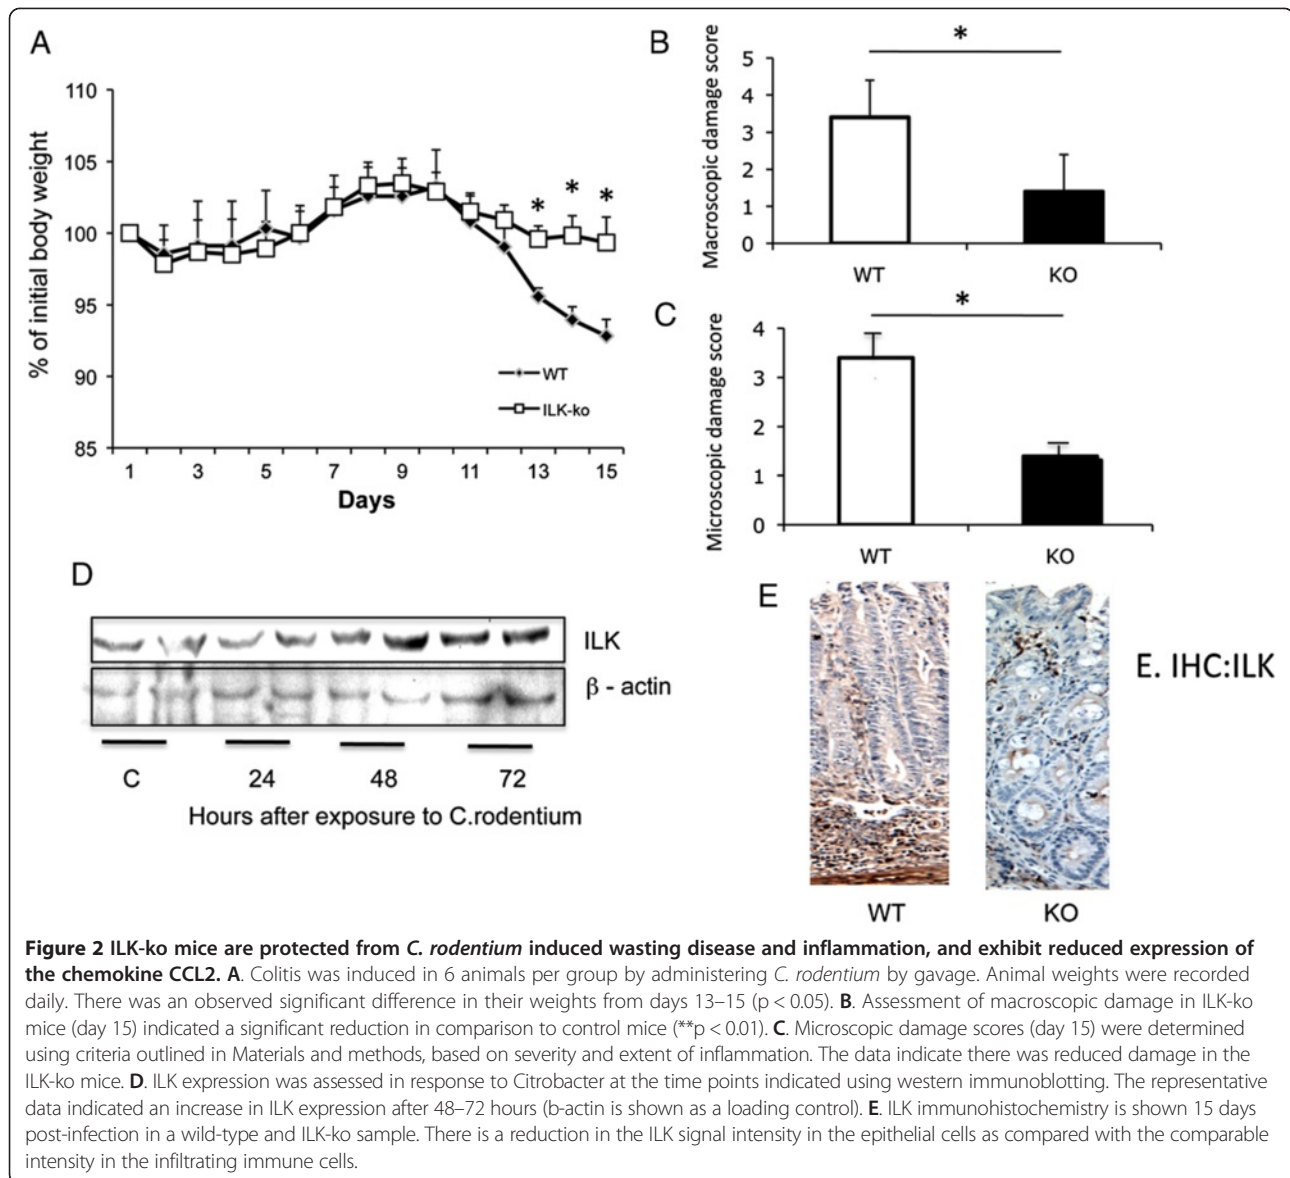 A
110
105
100
95
90
85
% of initial body weight
* * *
WT
ILK-ko
1 3 5 7 9 11 13 15
Days
B
*
5
4
3
2
1
0
Macroscopic damage score
WT KO
C
*
4
3
2
1
0
Microscopic damage score
WT KO
D
ILK
β - actin
C 24 48 72
Hours after exposure to C.rodentium
E
E. IHC:ILK
WT KO
Figure 2 ILK-ko mice are protected from C. rodentium induced wasting disease and inflammation, and exhibit reduced expression of
the chemokine CCL2. A. Colitis was induced in 6 animals per group by administering C. rodentium by gavage. Animal weights were recorded
daily. There was an observed significant difference in their weights from days 13–15 (p < 0.05). B. Assessment of macroscopic damage in ILK-ko
mice (day 15) indicated a significant reduction in comparison to control mice (**p < 0.01). C. Microscopic damage scores (day 15) were determined
using criteria outlined in Materials and methods, based on severity and extent of inflammation. The data indicate there was reduced damage in the
ILK-ko mice. D. ILK expression was assessed in response to Citrobacter at the time points indicated using western immunoblotting. The representative
data indicated an increase in ILK expression after 48–72 hours (b-actin is shown as a loading control). E. ILK immunohistochemistry is shown 15 days
post-infection in a wild-type and ILK-ko sample. There is a reduction in the ILK signal intensity in the epithelial cells as compared with the comparable
intensity in the infiltrating immune cells.